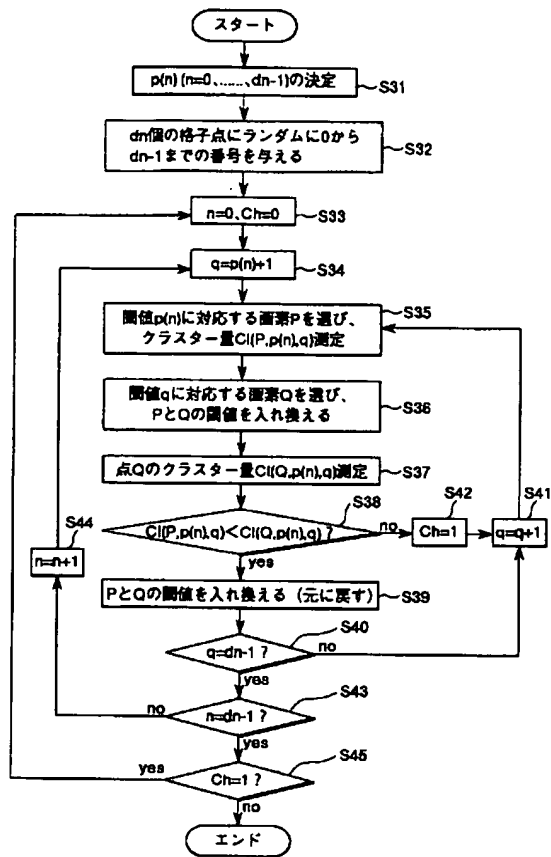 スタート
p(n) (n=0、……、dn-1)の決定
S31
dn個の格子点にランダムに0から
dn-1までの番号を与える
S32
n=0、Ch=0
S33
q=p(n)+1
S34
閾値p(n)に対応する画素Pを選び、
クラスター量Cl(P,p(n),q)測定
S35
閾値qに対応する画素Qを選び、
PとQの閾値を入れ換える
S36
点Qのクラスター量Cl(Q,p(n),q)測定
S37
Cl(P,p(n),q)<Cl(Q,p(n),q) ?
S38
no
Ch=1
S42
q=q+1
S41
yes
PとQの閾値を入れ換える (元に戻す)
S39
q=dn-1 ?
S40
no
yes
n=n+1
S44
n=dn-1 ?
S43
no
yes
Ch=1 ?
S45
yes
no
エンド